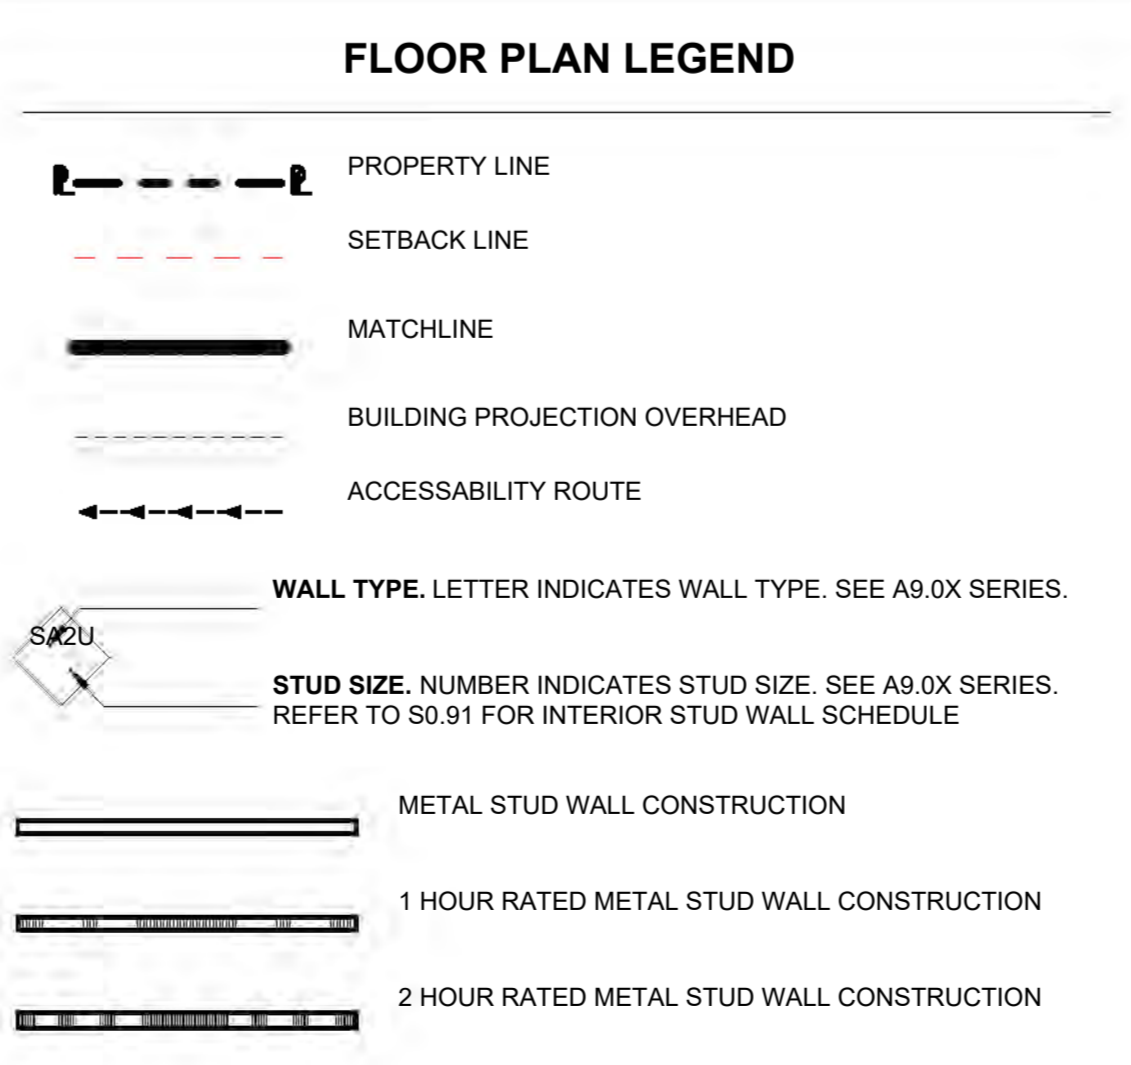 FLOOR PLAN LEGEND
PROPERTY LINE
SETBACK LINE
MATCHLINE
BUILDING PROJECTION OVERHEAD
ACCESSABILITY ROUTE
WALL TYPE. LETTER INDICATES WALL TYPE. SEE A9.0X SERIES.
SA2U
STUD SIZE. NUMBER INDICATES STUD SIZE. SEE A9.0X SERIES.
REFER TO S0.91 FOR INTERIOR STUD WALL SCHEDULE
METAL STUD WALL CONSTRUCTION
1 HOUR RATED METAL STUD WALL CONSTRUCTION
2 HOUR RATED METAL STUD WALL CONSTRUCTION